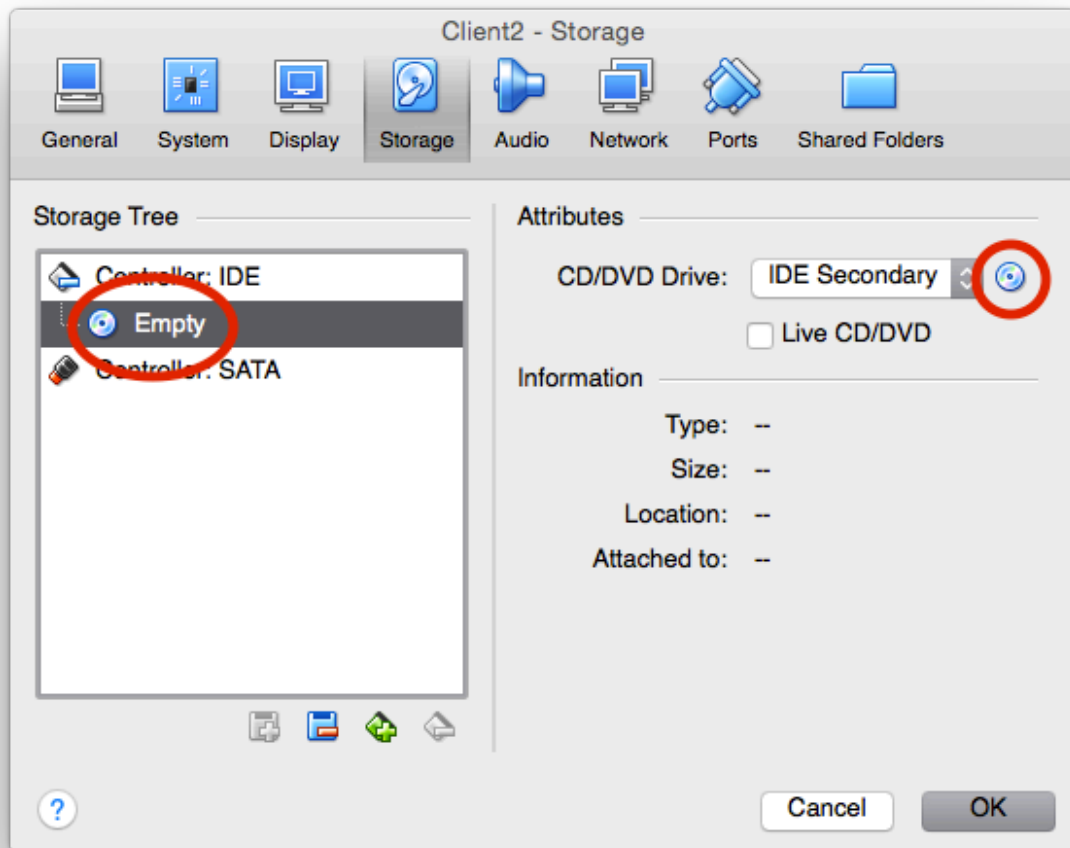 Client2 - Storage
General System Display Storage Audio Network Ports Shared Folders
Storage Tree
Controller: IDE
Empty
Controller: SATA
Attributes
CD/DVD Drive: IDE Secondary
Live CD/DVD
Information
Type: --
Size: --
Location: --
Attached to: --
?
Cancel OK